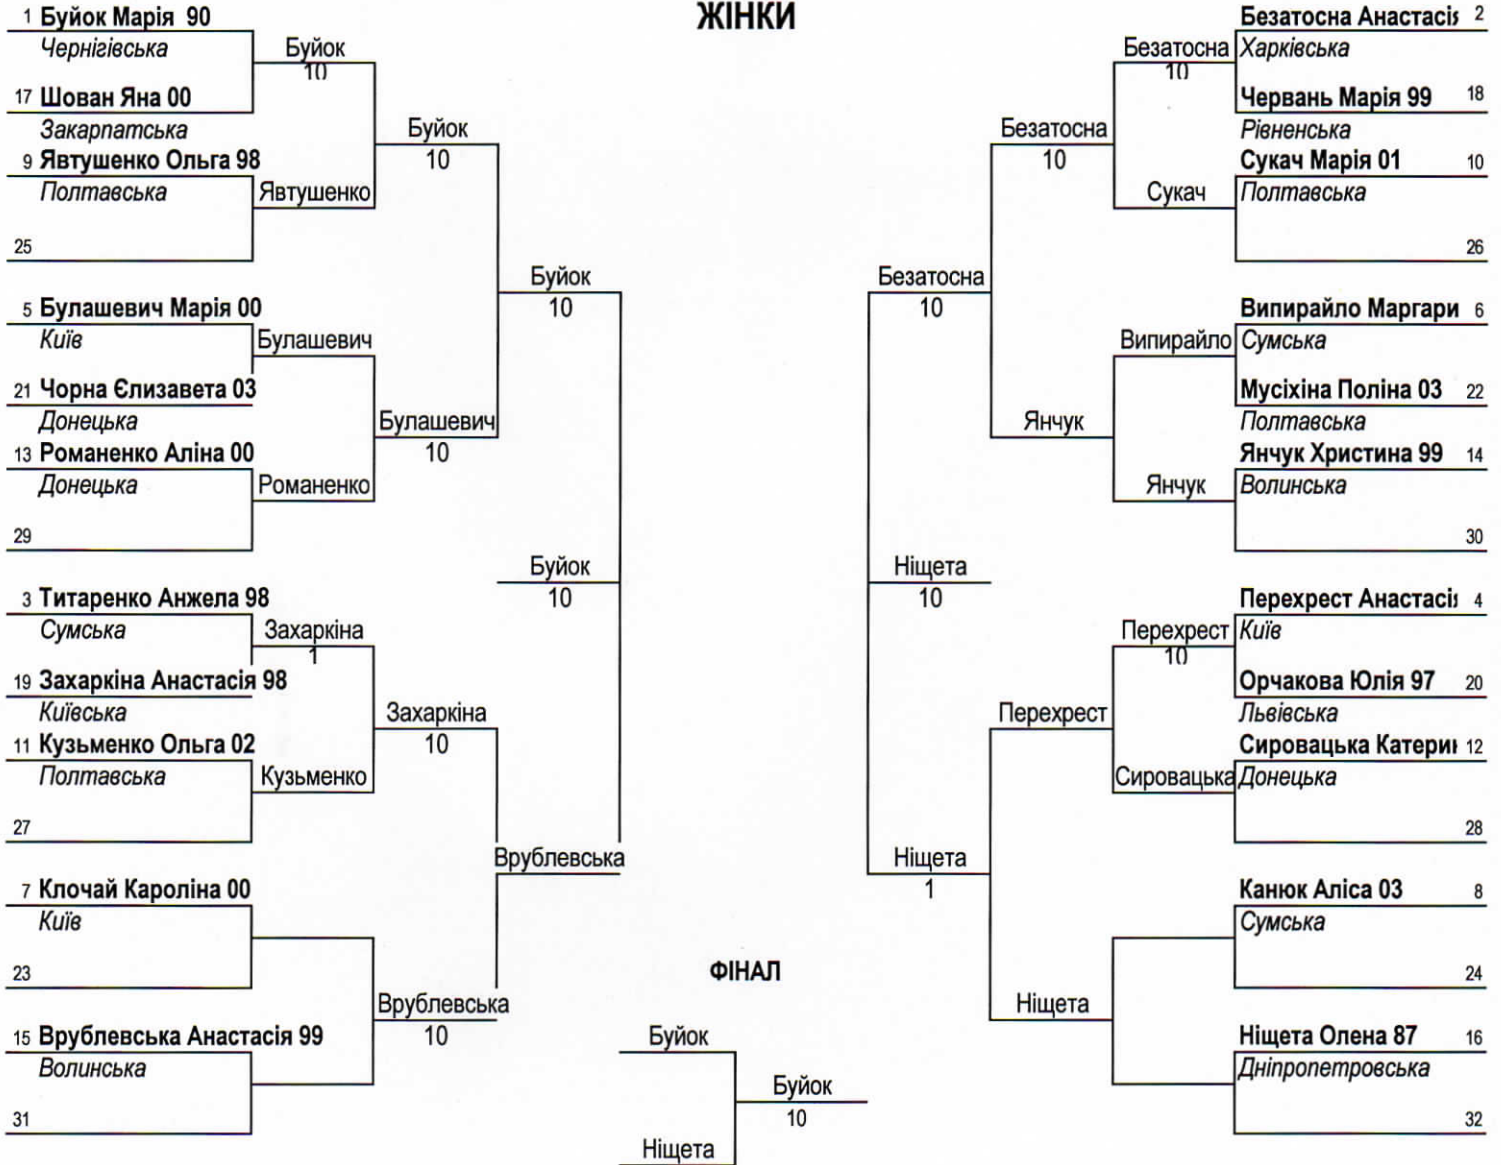 ЖІНКИ
1 Буйок Марія 90
Чернігівська
Буйок
10
17 Шован Яна 00
Закарпатська
Буйок
10
9 Явтушенко Ольга 98
Полтавська
Явтушенко
25
Буйок
10
5 Булашевич Марія 00
Київ
Булашевич
21 Чорна Єлизавета 03
Донецька
Булашевич
10
13 Романенко Аліна 00
Донецька
Романенко
29
Буйок
10
3 Титаренко Анжела 98
Сумська
Захаркіна
1
19 Захаркіна Анастасія 98
Київська
Захаркіна
10
11 Кузьменко Ольга 02
Полтавська
Кузьменко
27
Врублевська
7 Клочай Кароліна 00
Київ
23
Врублевська
10
15 Врублевська Анастасія 99
Волинська
31
Безатосна Анастасія 2
Харківська
Безатосна
10
Червань Марія 99 18
Рівненська
Безатосна
10
Сукач Марія 01 10
Полтавська
Сукач
26
Безатосна
10
Випирайло Маргари 6
Сумська
Випирайло
Мусіхіна Поліна 03 22
Полтавська
Янчук
Янчук Христина 99 14
Волинська
Янчук
30
Ніщета
10
Перехрест Анастасія 4
Київ
Перехрест
10
Орчакова Юлія 97 20
Львівська
Перехрест
Сировацька Катерин 12
Донецька
Сировацька
28
Ніщета
1
Канюк Аліса 03 8
Сумська
24
Ніщета
Ніщета Олена 87 16
Дніпропетровська
32
ФІНАЛ
Буйок
Буйок
10
Ніщета